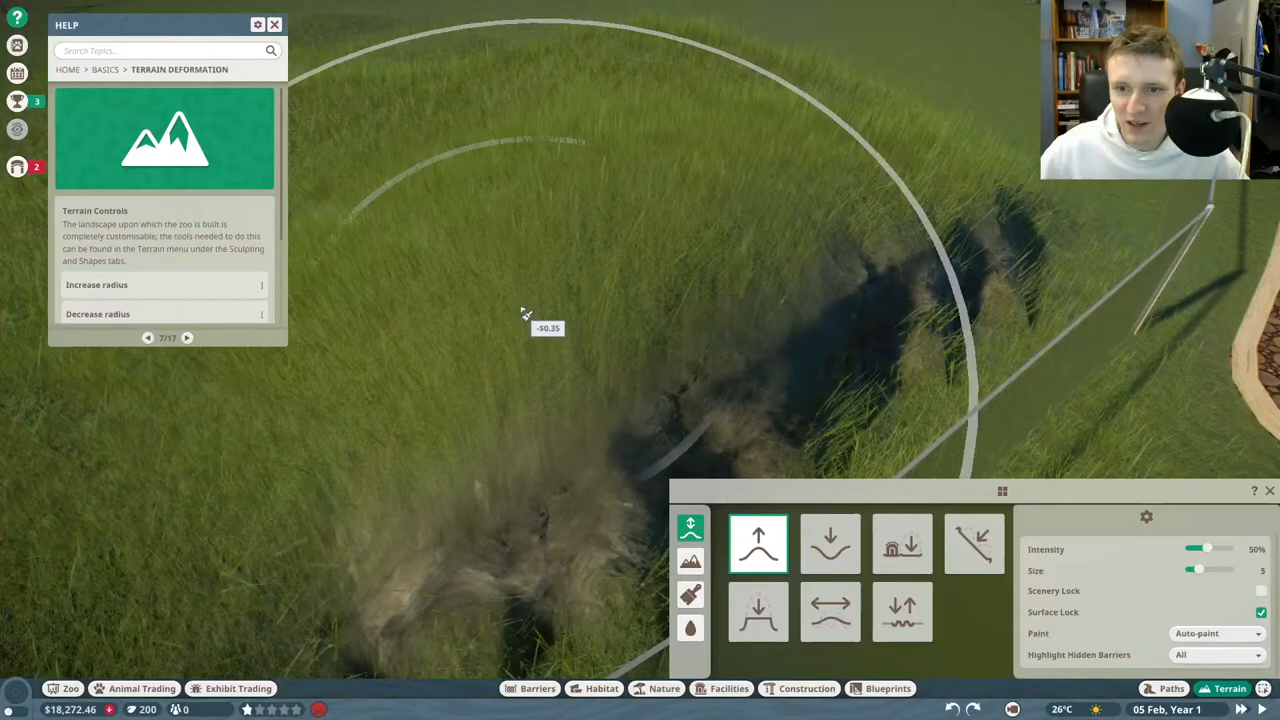 HELP
Search Topics...
HOME > BASICS > TERRAIN DEFORMATION
3
2
Terrain Controls
The landscape upon which the zoo is built is
completely customisable; the tools needed to do this
can be found in the Terrain menu under the Sculpting
and Shapes tabs.
Increase radius ]
Decrease radius [
7/17
-$0.35
?
Intensity 50%
Size 5
Scenery Lock
Surface Lock
Paint Auto-paint
Highlight Hidden Barriers All
Zoo Animal Trading Exhibit Trading Barriers Habitat Nature Facilities Construction Blueprints Paths Terrain
$18,272.46 200 0 26°C 05 Feb, Year 1